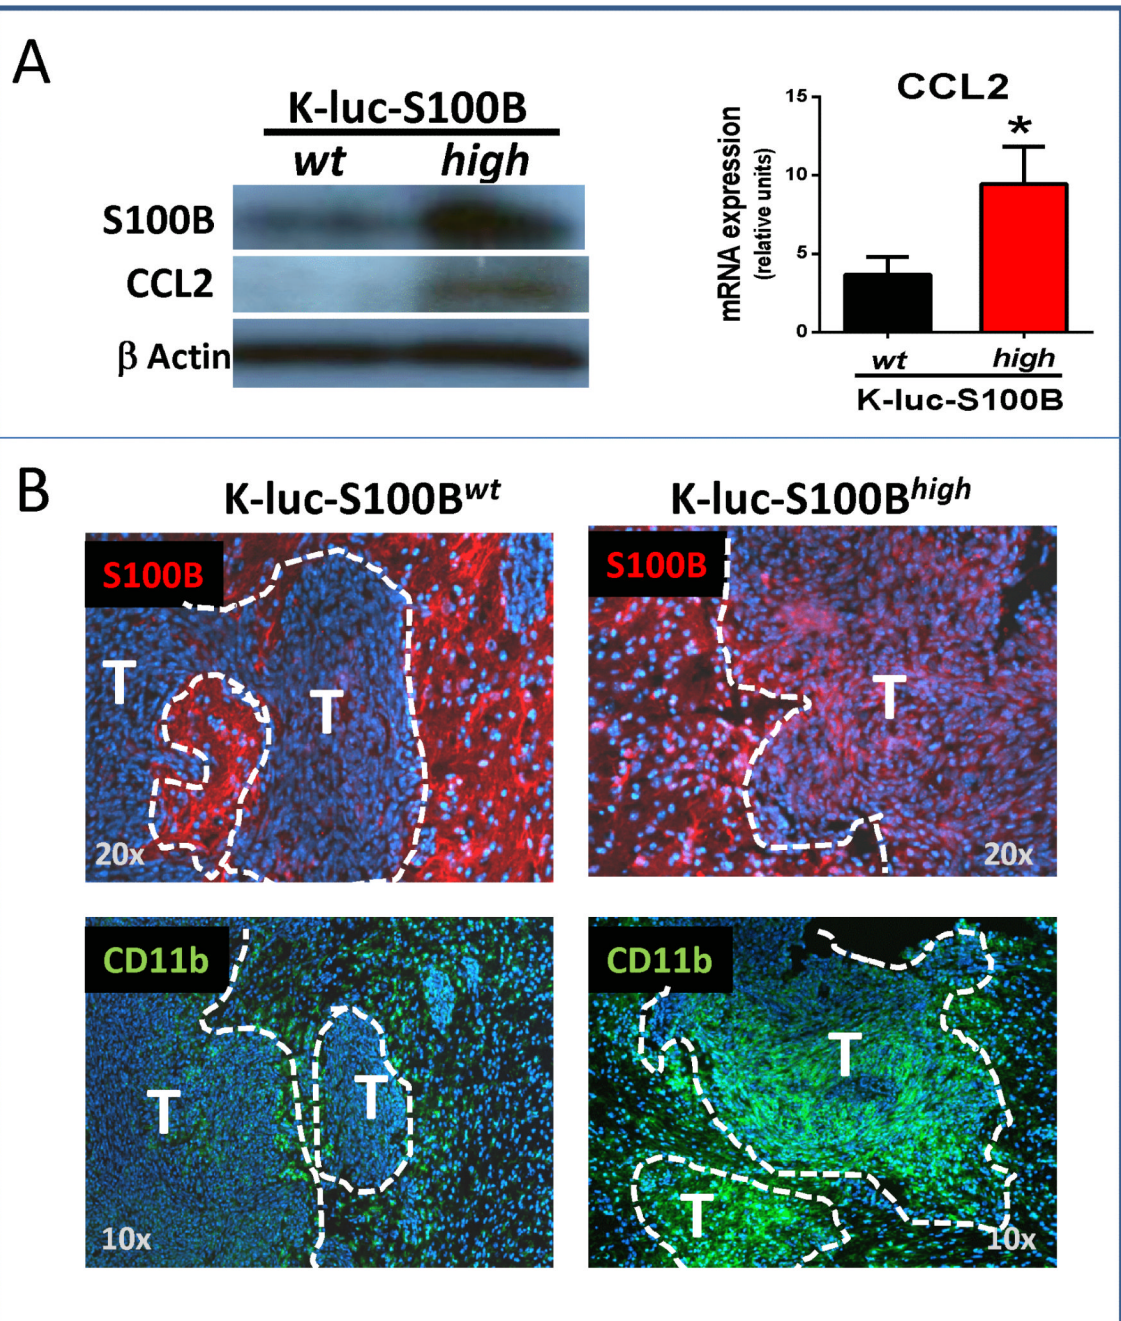 A
K-luc-S100B
wt high
S100B
CCL2
β Actin
CCL2
mRNA expression
(relative units)
15
*
10
5
0
wt high
K-luc-S100B
B
K-luc-S100Bwt K-luc-S100Bhigh
S100B
T
T
20x
S100B
T
20x
CD11b
T
T
10x
CD11b
T
T
10x